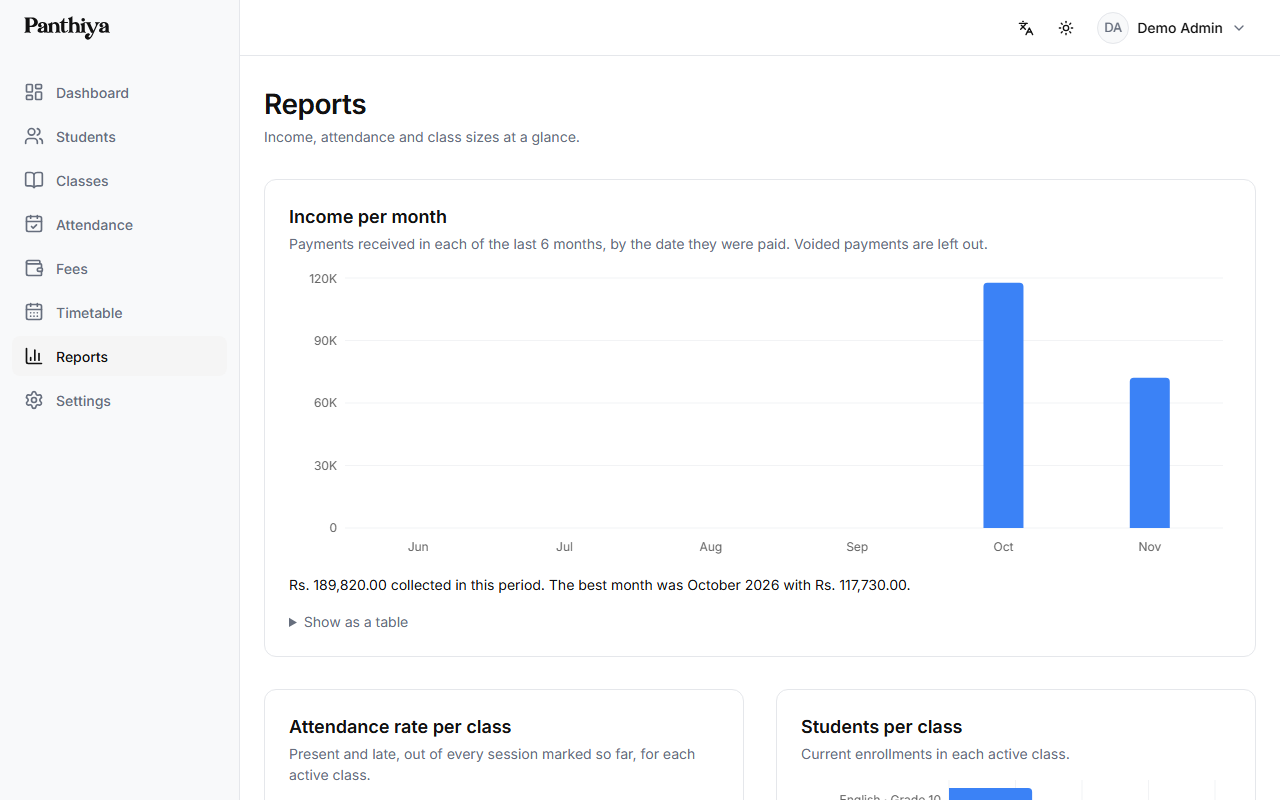 Panthiya
DA
Demo Admin
Dashboard
Students
Classes
Attendance
Fees
Timetable
Reports
Settings
Reports
Income, attendance and class sizes at a glance.
Income per month
Payments received in each of the last 6 months, by the date they were paid. Voided payments are left out.
120K
90K
60K
30K
0
Jun Jul Aug Sep Oct Nov
Rs. 189,820.00 collected in this period. The best month was October 2026 with Rs. 117,730.00.
Show as a table
Attendance rate per class
Present and late, out of every session marked so far, for each
active class.
Students per class
Current enrollments in each active class.
English · Grade 10